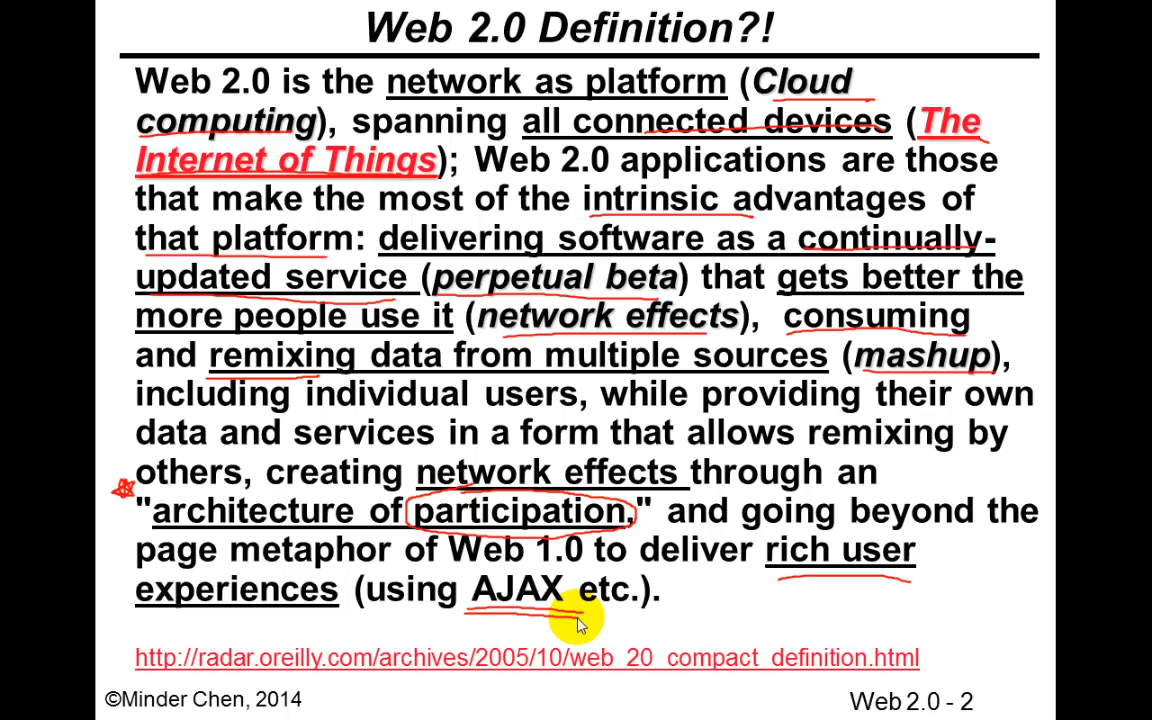 Web 2.0 Definition?!
Web 2.0 is the network as platform (Cloud
computing), spanning all connected devices (The
Internet of Things); Web 2.0 applications are those
that make the most of the intrinsic advantages of
that platform: delivering software as a continually-
updated service (perpetual beta) that gets better the
more people use it (network effects), consuming
and remixing data from multiple sources (mashup),
including individual users, while providing their own
data and services in a form that allows remixing by
others, creating network effects through an
"architecture of participation," and going beyond the
page metaphor of Web 1.0 to deliver rich user
experiences (using AJAX etc.).
http://radar.oreilly.com/archives/2005/10/web_20_compact_definition.html
©Minder Chen, 2014
Web 2.0 - 2